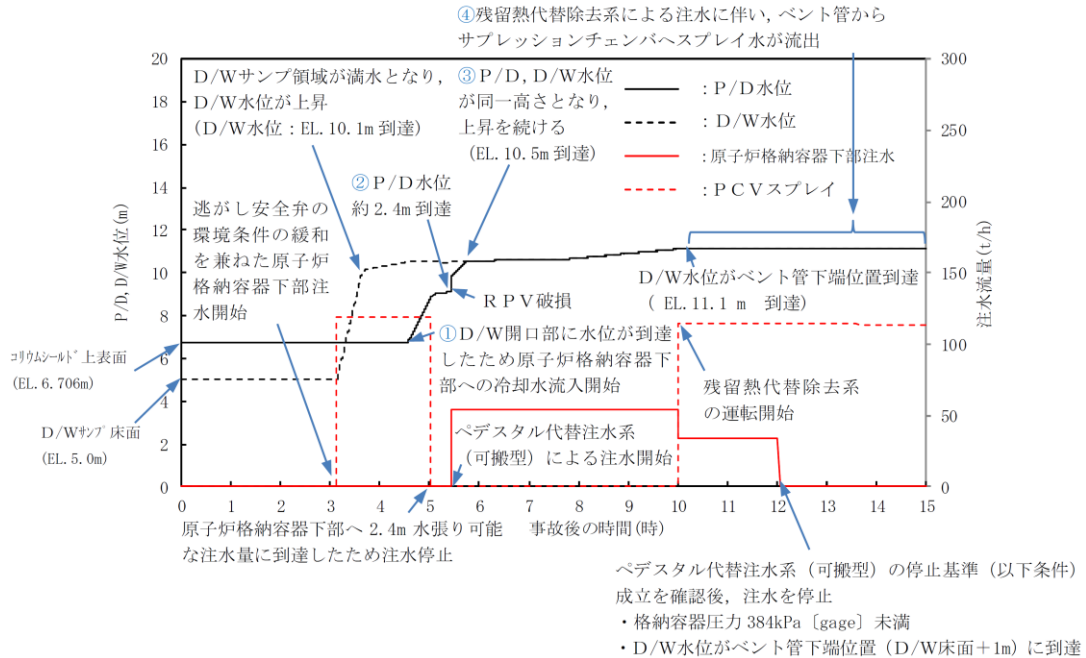 ④残留熱代替除去系による注水に伴い，ベント管から
サプレッションチェンバへスプレイ水が流出
D/Wサンプ領域が満水となり，
D/W水位が上昇
(D/W水位：EL.10.1m 到達)
③P/D，D/W水位
が同一高さとなり，
上昇を続ける
(EL.10.5m 到達)
：P/D水位
：D/W水位
：原子炉格納容器下部注水
：PCVスプレイ
②P/D水位
約 2.4m 到達
逃がし安全弁の
環境条件の緩和
を兼ねた原子炉
格納容器下部注
水開始
RPV破損
D/W水位がベント管下端位置到達
( EL.11.1 m 到達)
①D/W開口部に水位が到達
したため原子炉格納容器下
部への冷却水流入開始
残留熱代替除去系
の運転開始
ペデスタル代替注水系
（可搬型）による注水開始
P/D, D/W水位(m)
20
18
16
14
12
10
8
6
4
2
0
注水流量(t/h)
300
250
200
150
100
50
0
コリウムシールド上表面
(EL.6.706m)
D/Wサンプ床面
(EL.5.0m)
0 1 2 3 4 5 6 7 8 9 10 11 12 13 14 15
事故後の時間(時)
原子炉格納容器下部へ 2.4m 水張り可能
な注水量に到達したため注水停止
ペデスタル代替注水系（可搬型）の停止基準（以下条件）
成立を確認後，注水を停止
・格納容器圧力 384kPa〔gage〕未満
・D/W水位がベント管下端位置（D/W床面＋1m）に到達